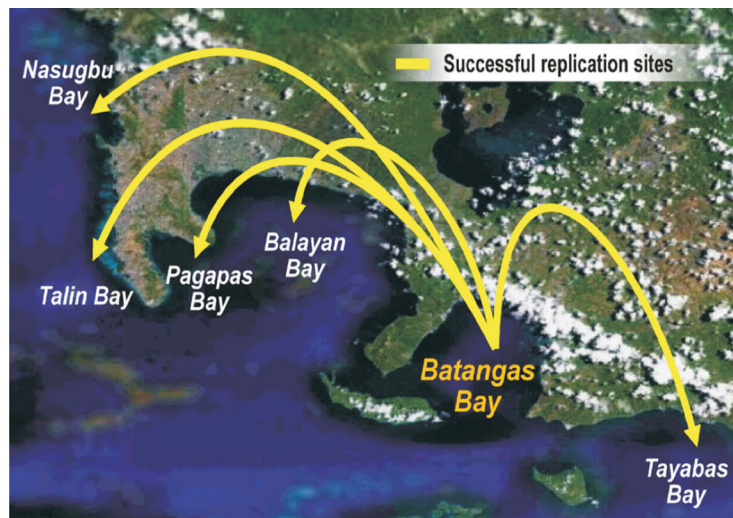 Successful replication sites
Nasugbu
Bay
Talin Bay
Pagapas
Bay
Balayan
Bay
Batangas
Bay
Tayabas
Bay